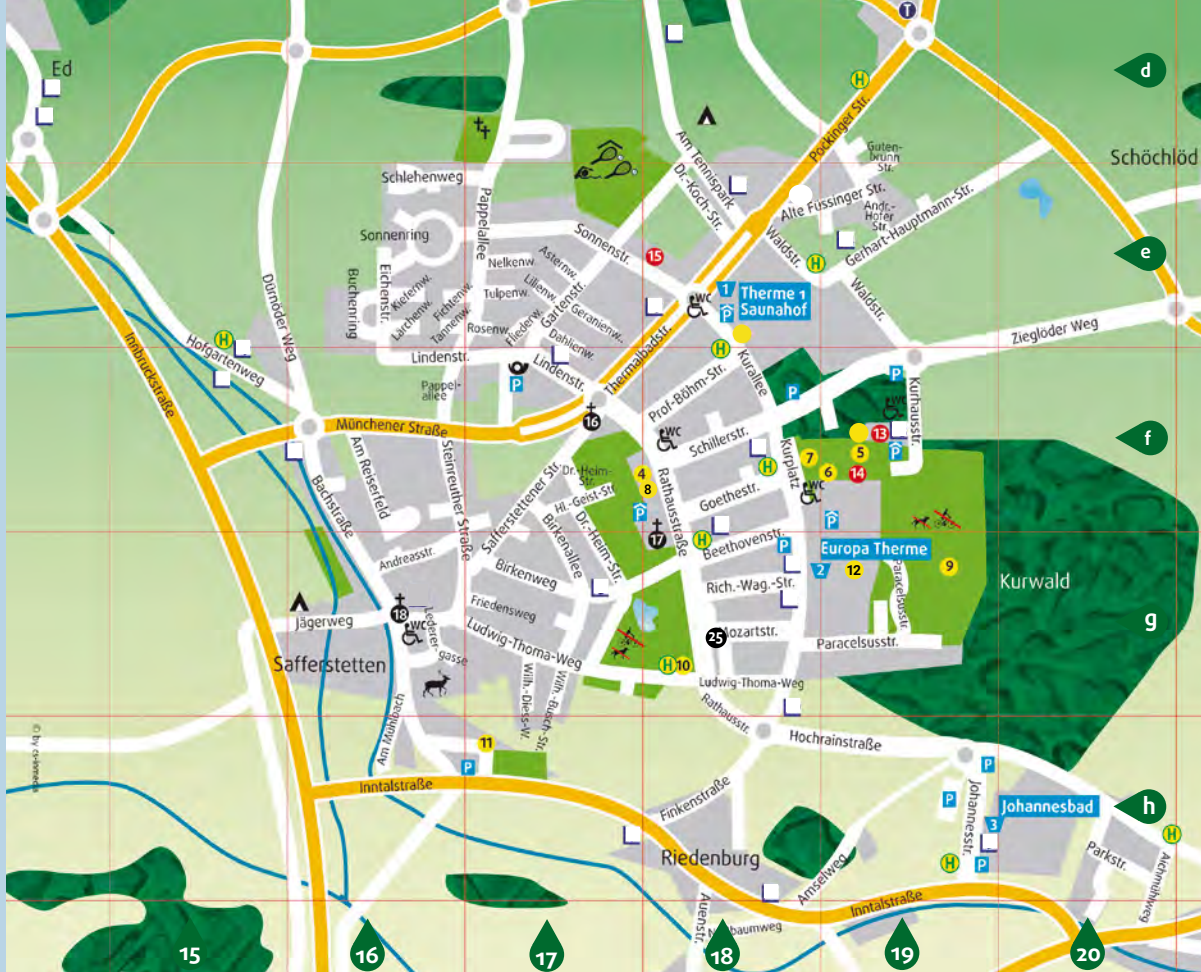 T
Ed
d
H
Pockinger Str.
Am Tennispark
Guten-
brunn
Str.
Schöchlöd
Schlehenweg
Dr.-Koch-Str.
Pappelallee
Alte Füssinger Str.
Andr.-
Hofer
Str.
Sonnenring
Sonnenstr.
Waldstr.
Gerhart-Hauptmann-Str.
15
H
e
Asternw.
Nelkenw.
Eichenstr.
Buchenring
Kiefernw.
Lärchenw.
Fichtenw.
Tannenw.
Lilienw.
Tulpenw.
Gartenstr.
Geranienw.
Rosenw.
Fliederw.
Dahlienw.
Dürnöder Weg
WC
1
Therme 1
Saunahof
P
Waldstr.
Innbruckstraße
H
Hofgartenweg
Lindenstr.
Lindenstr.
Thermalbadstr.
H
Kurallee
Zieglöder Weg
P
Pappel-
allee
Prof-Böhm-Str.
P
P
Kurhausstr.
WC
16
Münchener Straße
WC
Schillerstr.
13
f
Am Reiserfeld
Steinreuther Straße
Safferstettener Str.
Dr.-Heim-
Str.
Hl.-Geist-Str
Dr.-Heim-Str.
4
8
Rathausstraße
H
Kurplatz
7
6
5
14
P
WC
Bachstraße
Goethestr.
P
P
17
H
Beethovenstr.
P
Europa Therme
2
12
9
Andreasstr.
Birkenallee
Birkenweg
Paracelsusstr.
Kurwald
Rich.-Wag.-Str.
18
WC
Jägerweg
Lederer-
gasse
Friedensweg
Ludwig-Thoma-Weg
25
Mozartstr.
Paracelsusstr.
g
Safferstetten
H
10
Ludwig-Thoma-Weg
Wilh.-Diess-W.
Wilh.-Busch-Str.
Rathausstr.
Am Mühlbach
11
P
Hochrainstraße
P
Inntalstraße
Finkenstraße
P
Johannesstr.
Johannesbad
3
h
H
Riedenburg
Amselweg
H
P
Parkstr.
Aichmühlweg
Auenstr.
Inntalstraße
15
16
17
18
19
20